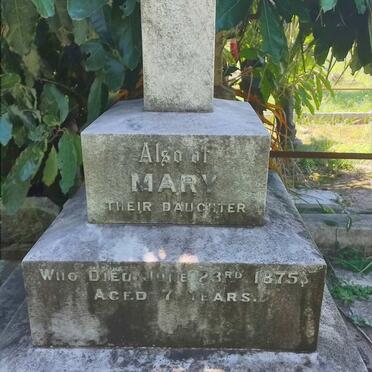 Also of
MARY
THEIR DAUGHTER
WHO DIED JUNE 23RD 1875,
AGED 7 YEARS.